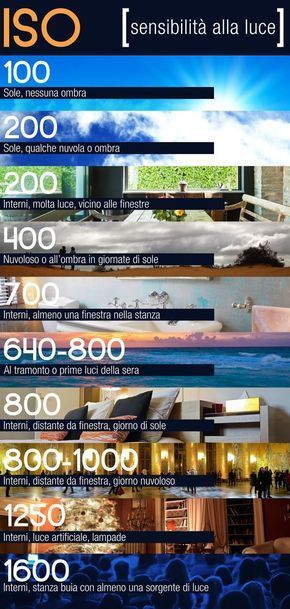 ISO [sensibilità alla luce]
100
Sole, nessuna ombra
200
Sole, qualche nuvola o ombra
200
Interni, molta luce, vicino alle finestre
400
Nuvoloso o all'ombra in giornate di sole
700
Interni, almeno una finestra nella stanza
640-800
Al tramonto o prime luci della sera
800
Interni, distante da finestra, giorno di sole
800-1000
Interni, distante da finestra, giorno nuvoloso
1250
Interni, luce artificiale, lampade
1600
Interni, stanza buia con almeno una sorgente di luce